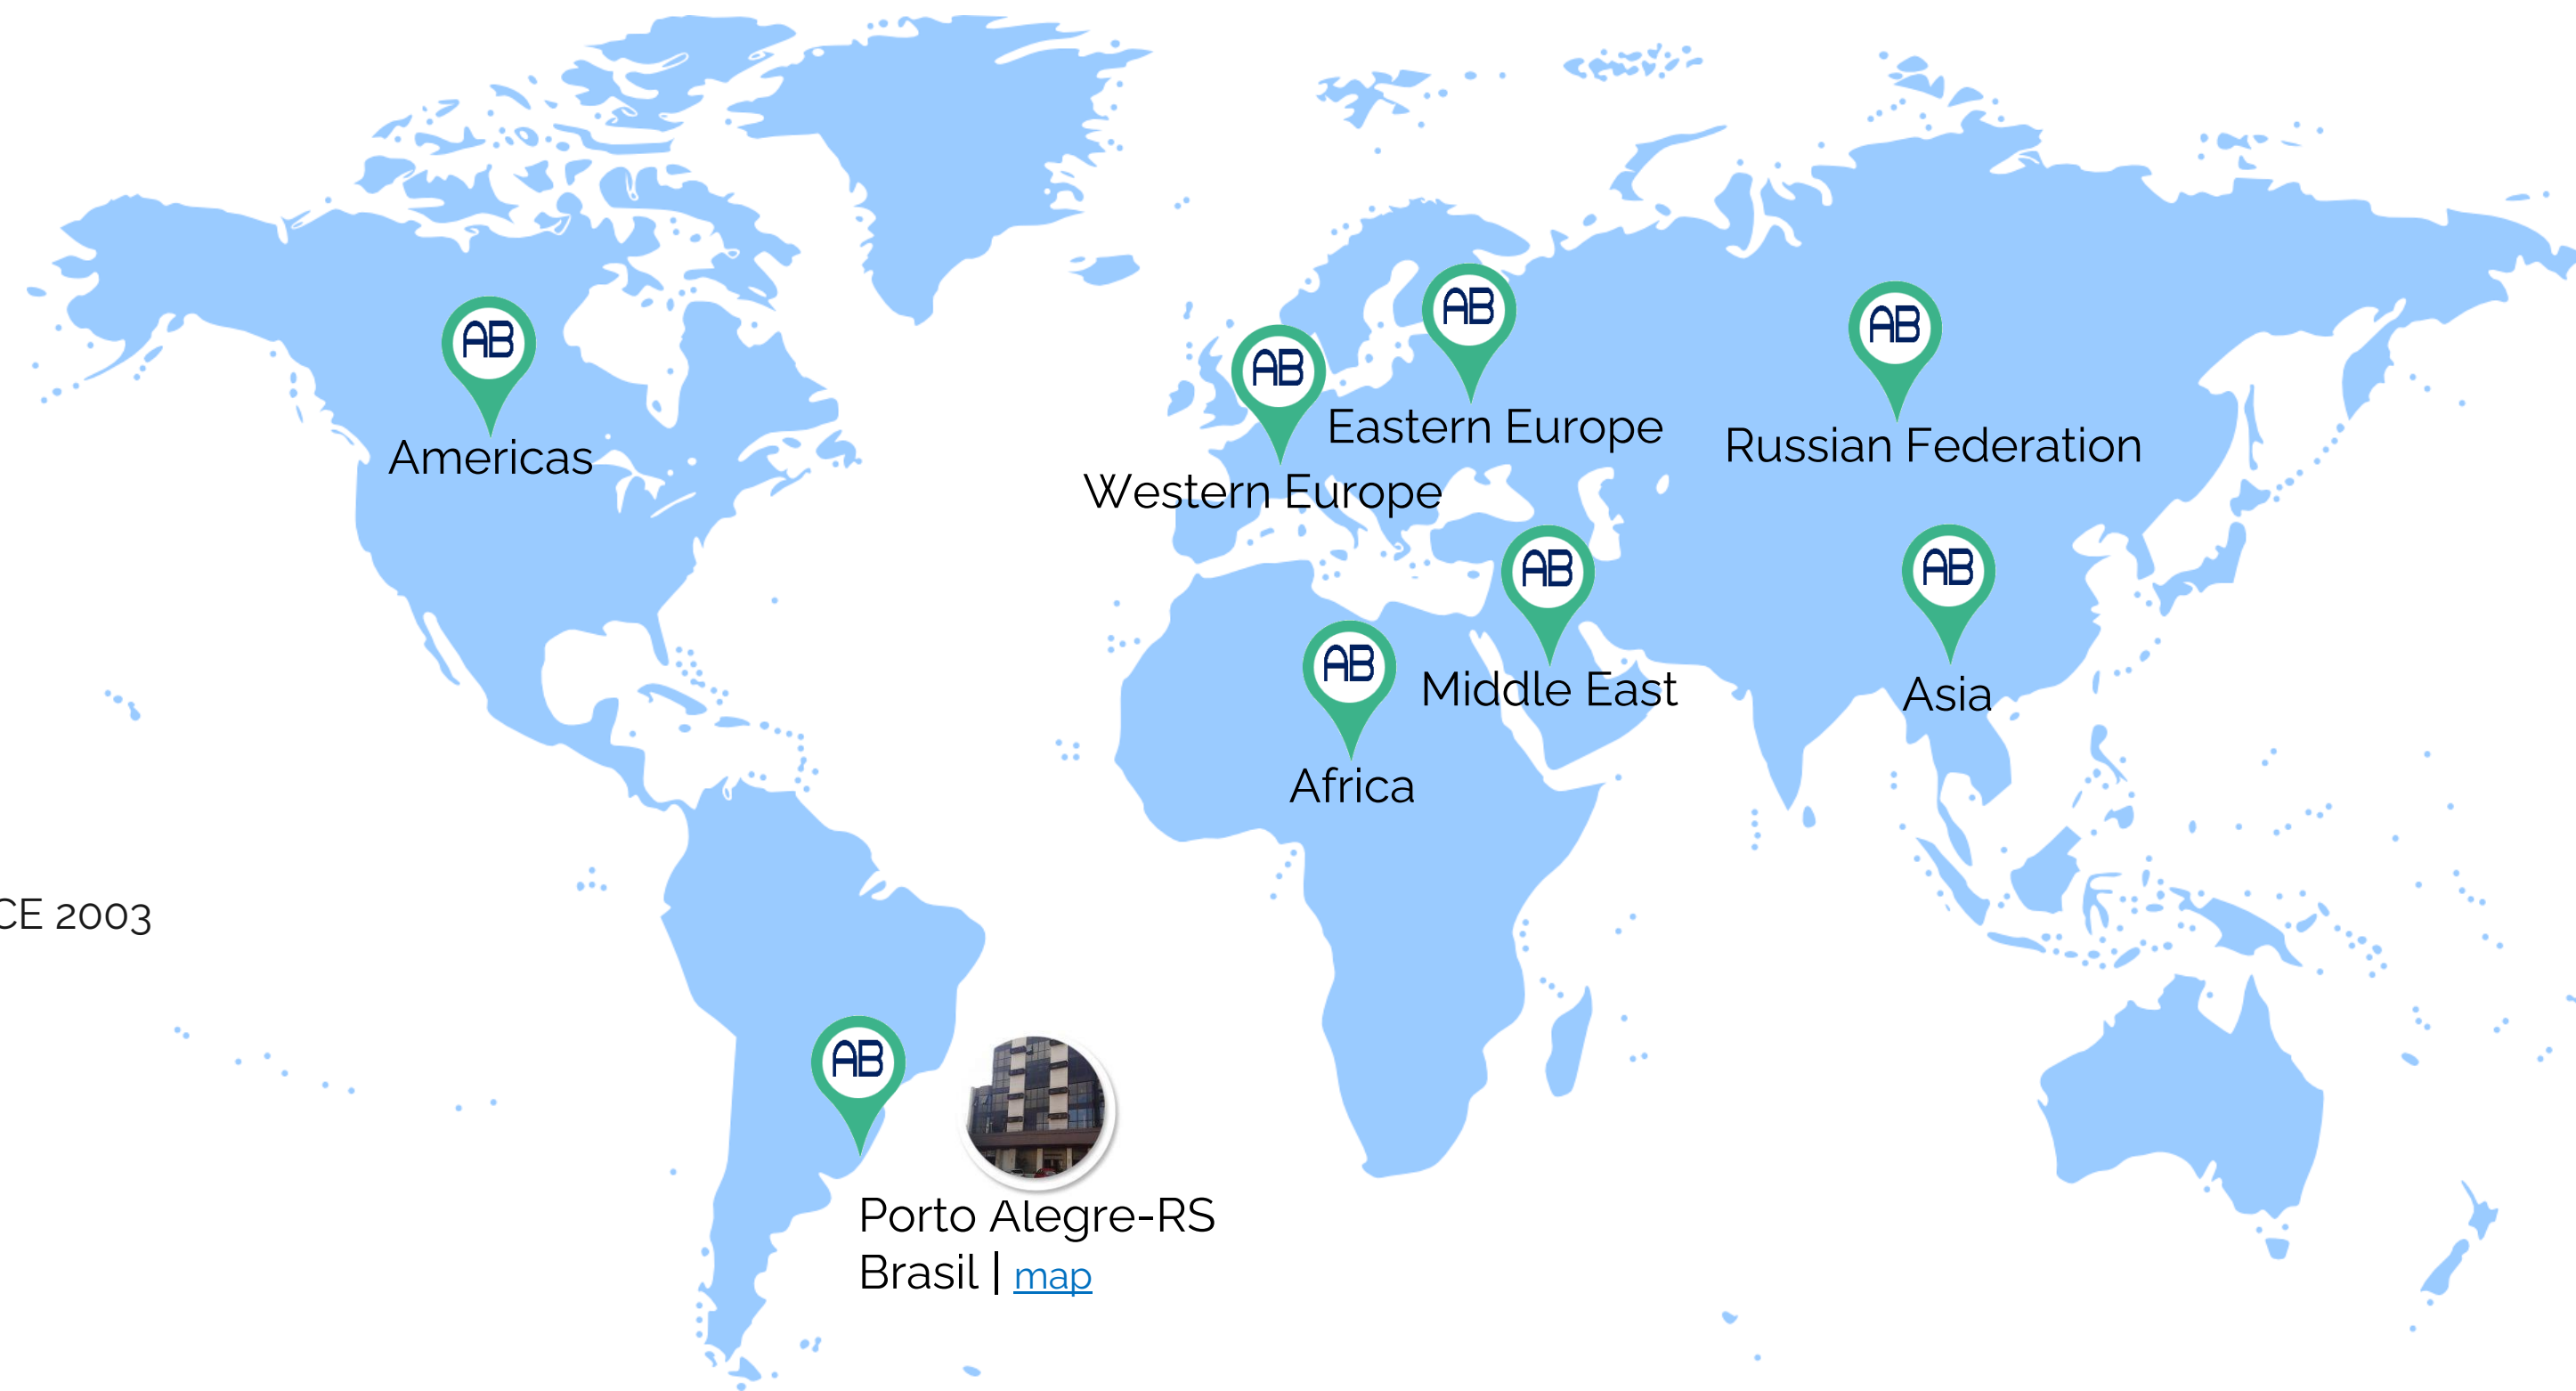 AB
AB
AB
AB
Americas
Eastern Europe
Russian Federation
Western Europe
AB
AB
AB
Middle East
Asia
Africa
CE 2003
AB
Porto Alegre-RS
Brasil | map